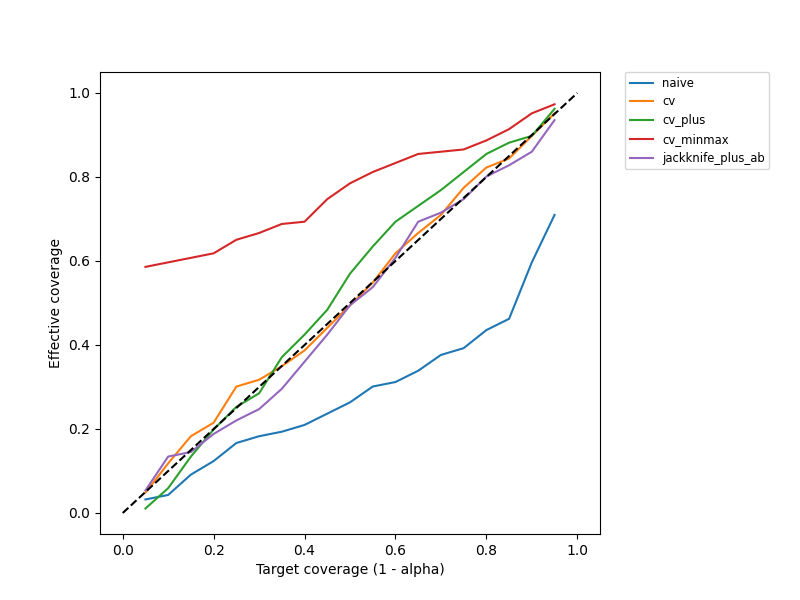 1.0
0.8
0.6
0.4
0.2
0.0
Effective coverage
0.0 0.2 0.4 0.6 0.8 1.0
Target coverage (1 - alpha)
naive
cv
cv_plus
cv_minmax
jackknife_plus_ab